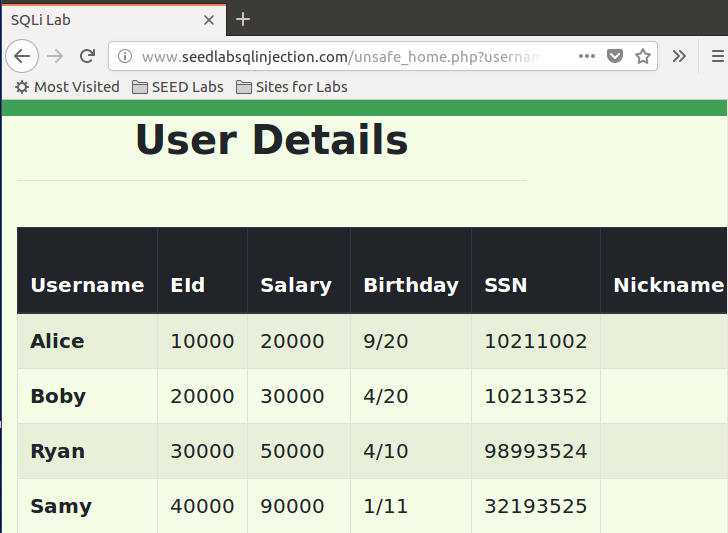 SQLi Lab
www.seedlabsqlinjection.com/unsafe_home.php?userna
Most Visited SEED Labs Sites for Labs
User Details
Username EId Salary Birthday SSN Nickname
Alice 10000 20000 9/20 10211002
Boby 20000 30000 4/20 10213352
Ryan 30000 50000 4/10 98993524
Samy 40000 90000 1/11 32193525